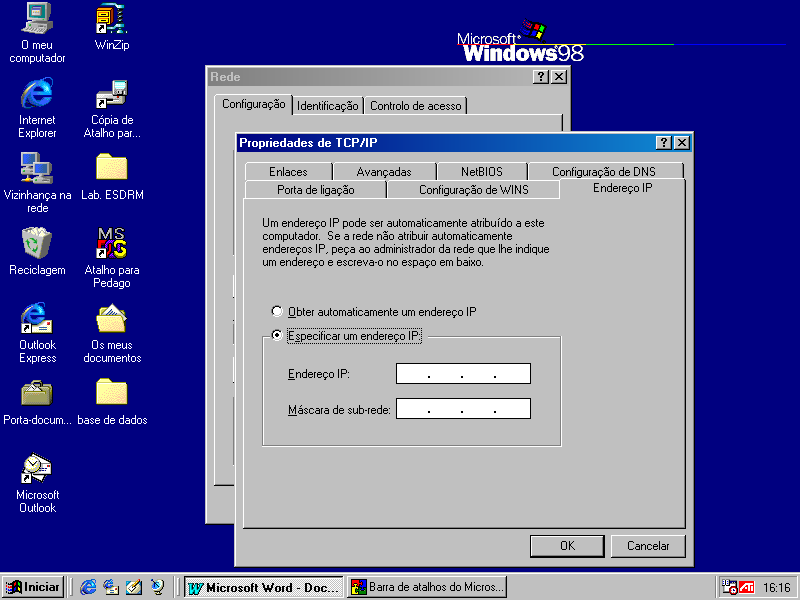 O meu
computador
WinZip
Internet
Explorer
Cópia de
Atalho par...
Vizinhança na
rede
Lab. ESDRM
Reciclagem
MS
Atalho para
Pedago
Outlook
Express
Os meus
documentos
Porta-docum...
base de dados
Microsoft
Outlook
Microsoft
Windows 98
Rede
Configuração
Identificação
Controlo de acesso
Propriedades de TCP/IP
Enlaces
Avançadas
NetBIOS
Configuração de DNS
Porta de ligação
Configuração de WINS
Endereço IP
Um endereço IP pode ser automaticamente atribuído a este
computador. Se a rede não atribuir automaticamente
endereços IP, peça ao administrador da rede que lhe indique
um endereço e escreva-o no espaço em baixo.
Obter automaticamente um endereço IP
Especificar um endereço IP:
Endereço IP:
. . .
Máscara de sub-rede:
. . .
OK
Cancelar
Iniciar
Microsoft Word - Doc...
Barra de atalhos do Micros...
ATI
16:16